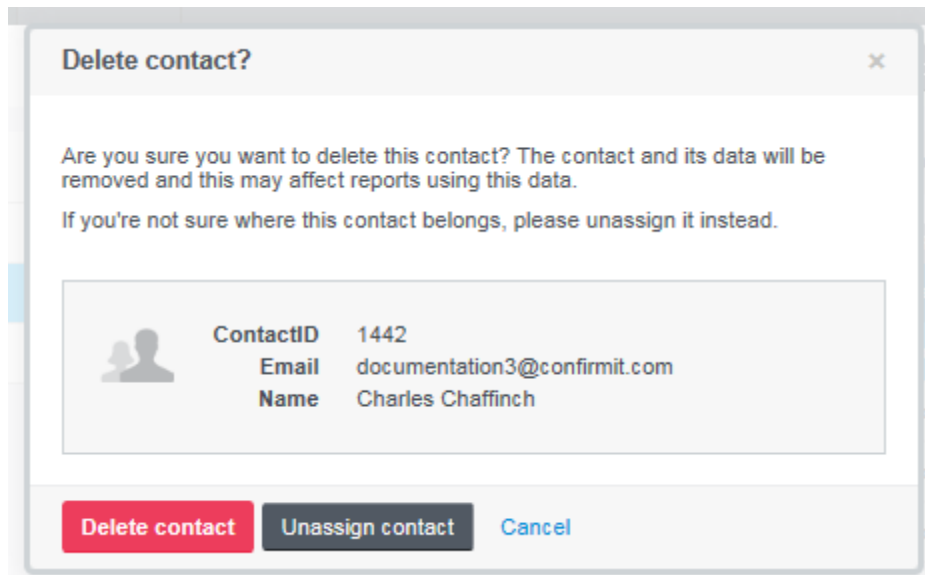 Delete contact?
×
Are you sure you want to delete this contact? The contact and its data will be
removed and this may affect reports using this data.
If you're not sure where this contact belongs, please unassign it instead.
ContactID 1442
Email documentation3@confirmit.com
Name Charles Chaffinch
Delete contact Unassign contact Cancel